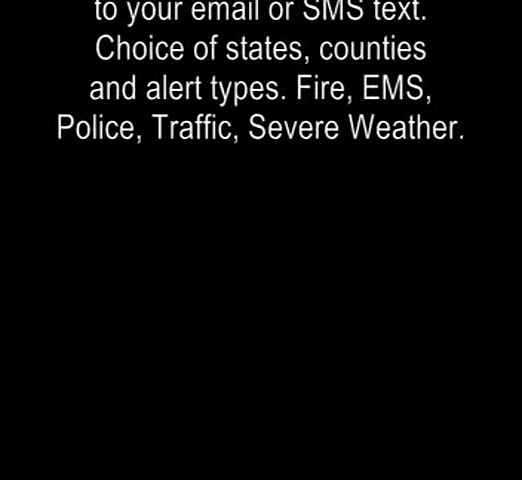 to your email or SMS text.
Choice of states, counties
and alert types. Fire, EMS,
Police, Traffic, Severe Weather.